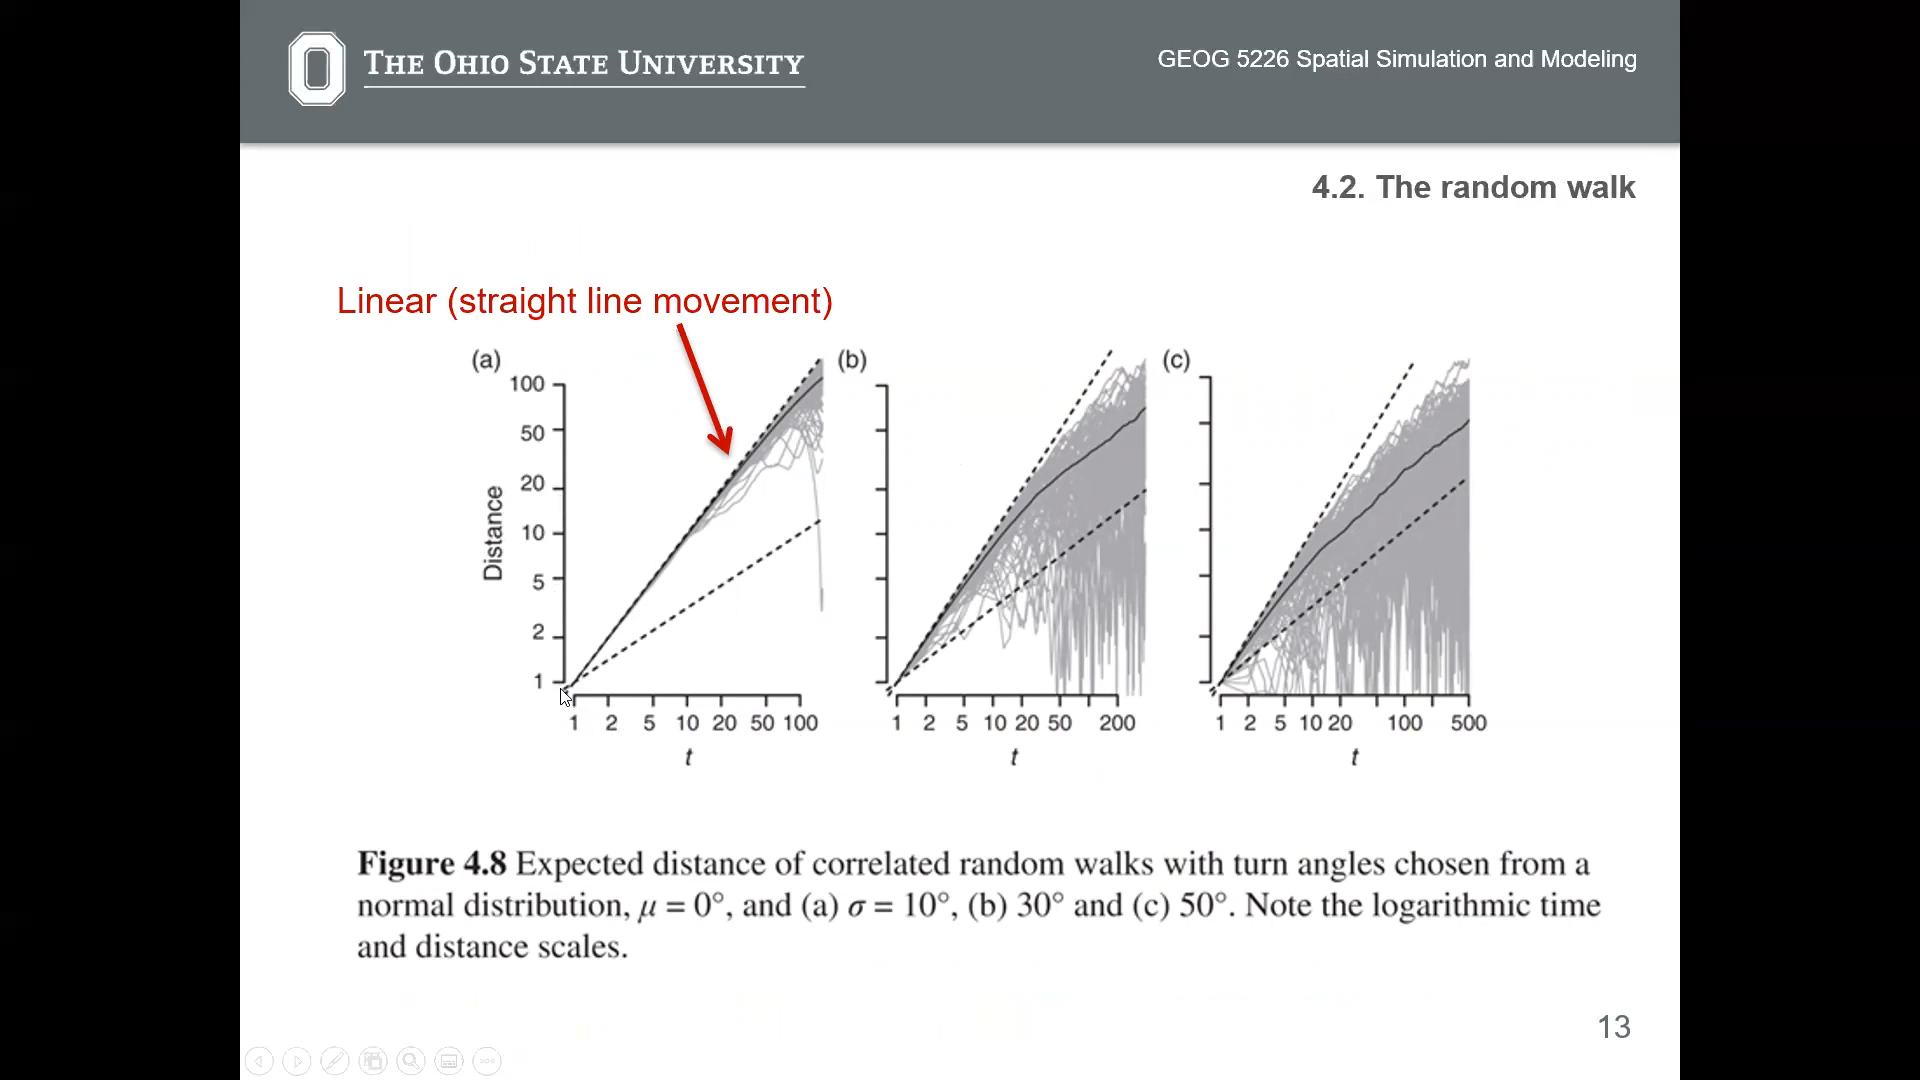 THE OHIO STATE UNIVERSITY
GEOG 5226 Spatial Simulation and Modeling
4.2. The random walk
Linear (straight line movement)
(a)
100
50
20
10
5
2
1
Distance
1 2 5 10 20 50 100
t
(b)
1 2 5 10 20 50 200
t
(c)
1 2 5 10 20 100 500
t
Figure 4.8 Expected distance of correlated random walks with turn angles chosen from a
normal distribution, μ = 0°, and (a) σ = 10°, (b) 30° and (c) 50°. Note the logarithmic time
and distance scales.
13